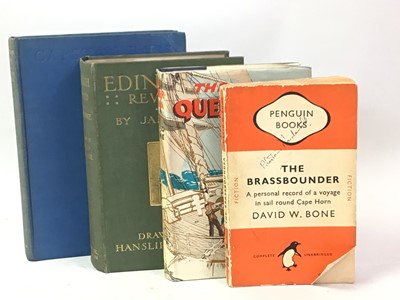 EDIN
:: REV
BY JA
DRAW
HANSLI
TH
QUE
PENGUIN
BOOKS
THE
BRASSBOUNDER
A personal record of a voyage
in sail round Cape Horn
DAVID W. BONE
FICTION
FICTION
COMPLETE UNABRIDGED